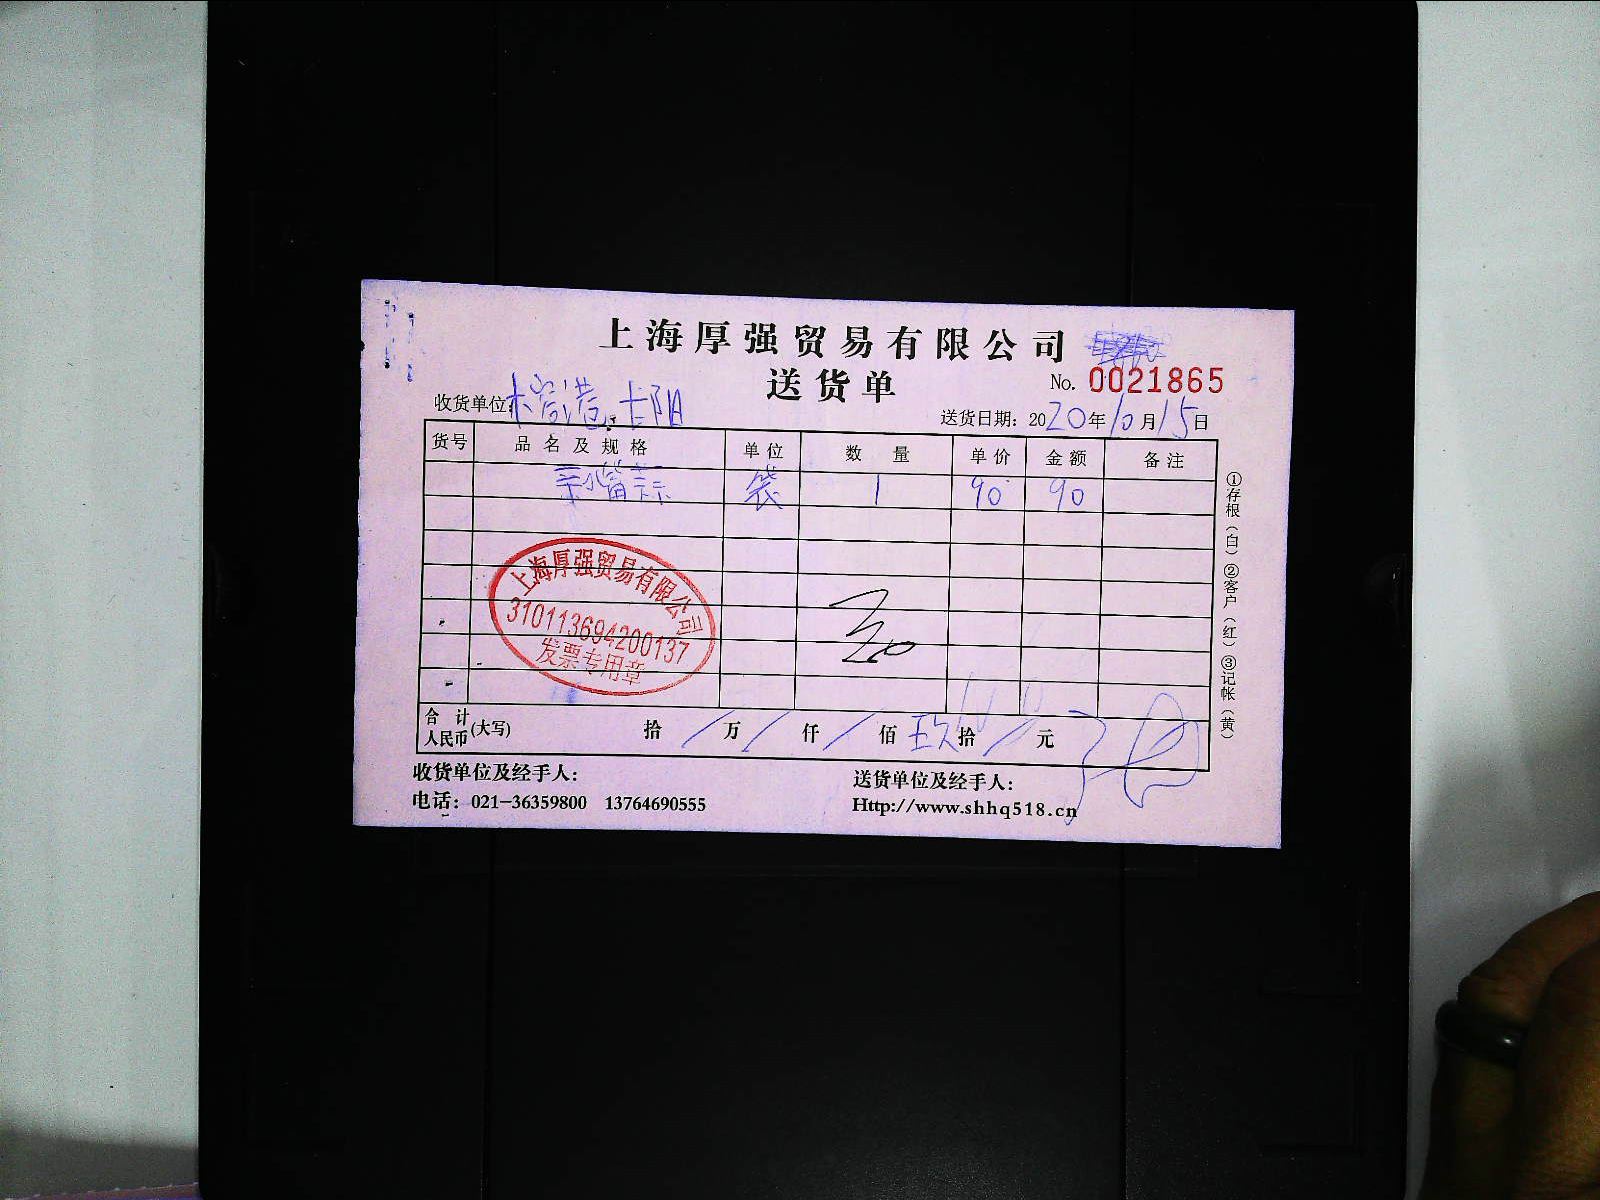 上海厚强贸易有限公司
送货单
No. 0021865
收货单位:
送货日期: 2020年10月15日
货号 品名及规格 单位 数量 单价 金额 备注
袋 1 90 90
上海厚强贸易有限公司
310113694200137
发票专用章
合计人民币(大写) 拾 / 万 / 仟 / 佰 玖拾 / 元
收货单位及经手人:
送货单位及经手人:
电话: 021-36359800 13764690555
Http://www.shhq518.cn
①存根(白)②客户(红)③记帐(黄)